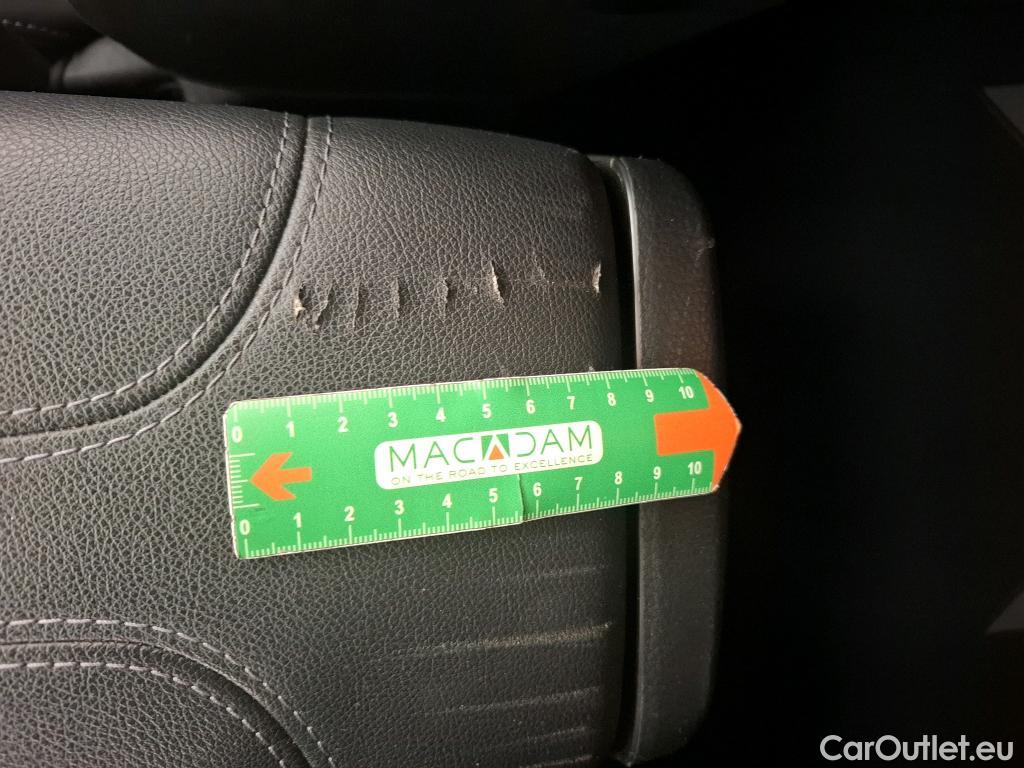 0 1 2 3 4 5 6 7 8 9 10
MACADAM
ON THE ROAD TO EXCELLENCE
0 1 2 3 4 5 6 7 8 9 10
CarOutlet.eu